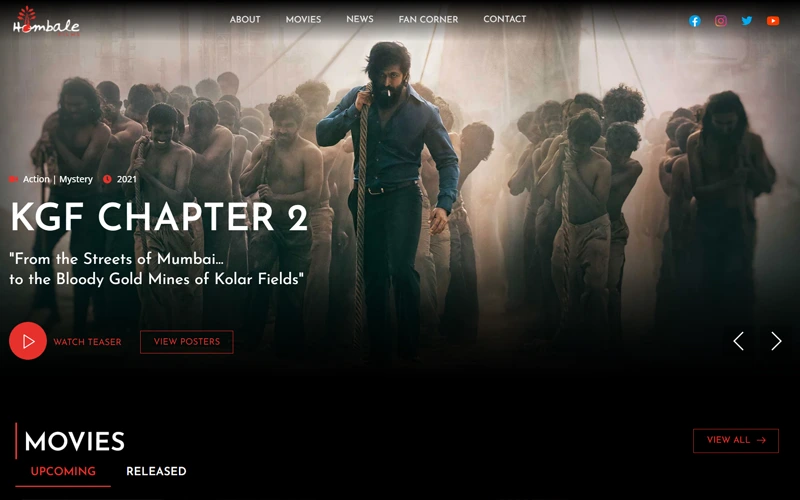 Hombale
ABOUT
MOVIES
NEWS
FAN CORNER
CONTACT
Action | Mystery
2021
KGF CHAPTER 2
"From the Streets of Mumbai...
to the Bloody Gold Mines of Kolar Fields"
WATCH TEASER
VIEW POSTERS
MOVIES
VIEW ALL
UPCOMING
RELEASED